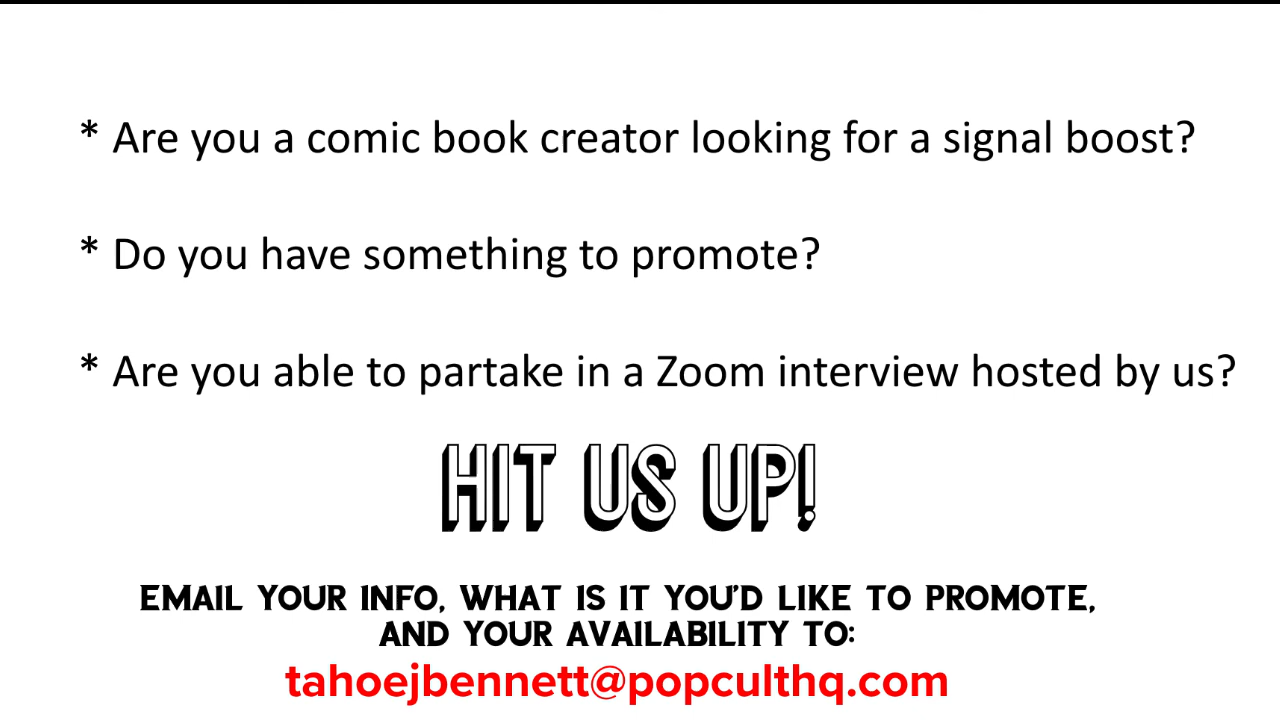 * Are you a comic book creator looking for a signal boost?
* Do you have something to promote?
* Are you able to partake in a Zoom interview hosted by us?
HIT US UP!
EMAIL YOUR INFO, WHAT IS IT YOU'D LIKE TO PROMOTE,
AND YOUR AVAILABILITY TO:
tahoejbennett@popculthq.com